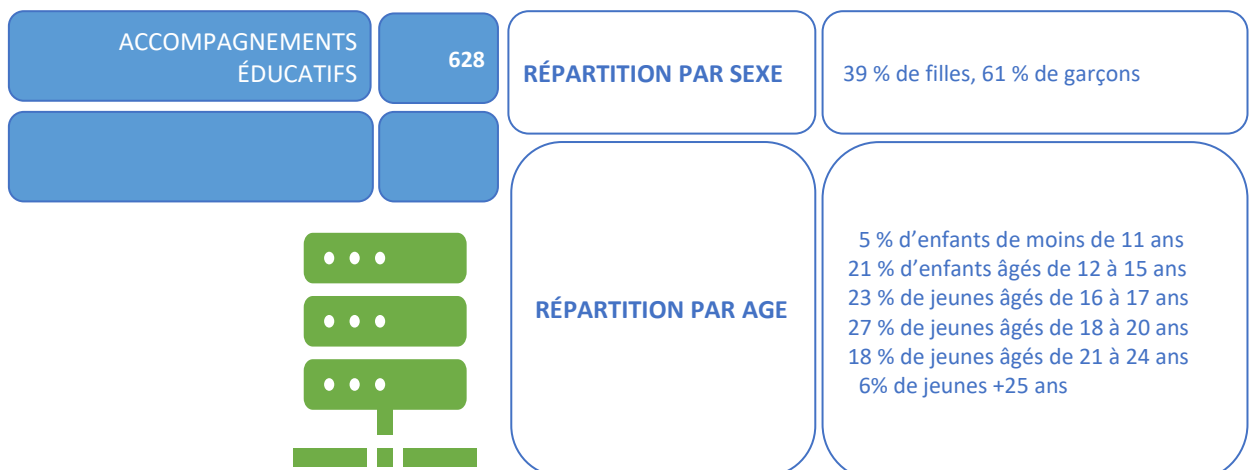 ACCOMPAGNEMENTS
ÉDUCATIFS
628
RÉPARTITION PAR SEXE
39 % de filles, 61 % de garçons
RÉPARTITION PAR AGE
5 % d’enfants de moins de 11 ans
21 % d’enfants âgés de 12 à 15 ans
23 % de jeunes âgés de 16 à 17 ans
27 % de jeunes âgés de 18 à 20 ans
18 % de jeunes âgés de 21 à 24 ans
6% de jeunes +25 ans